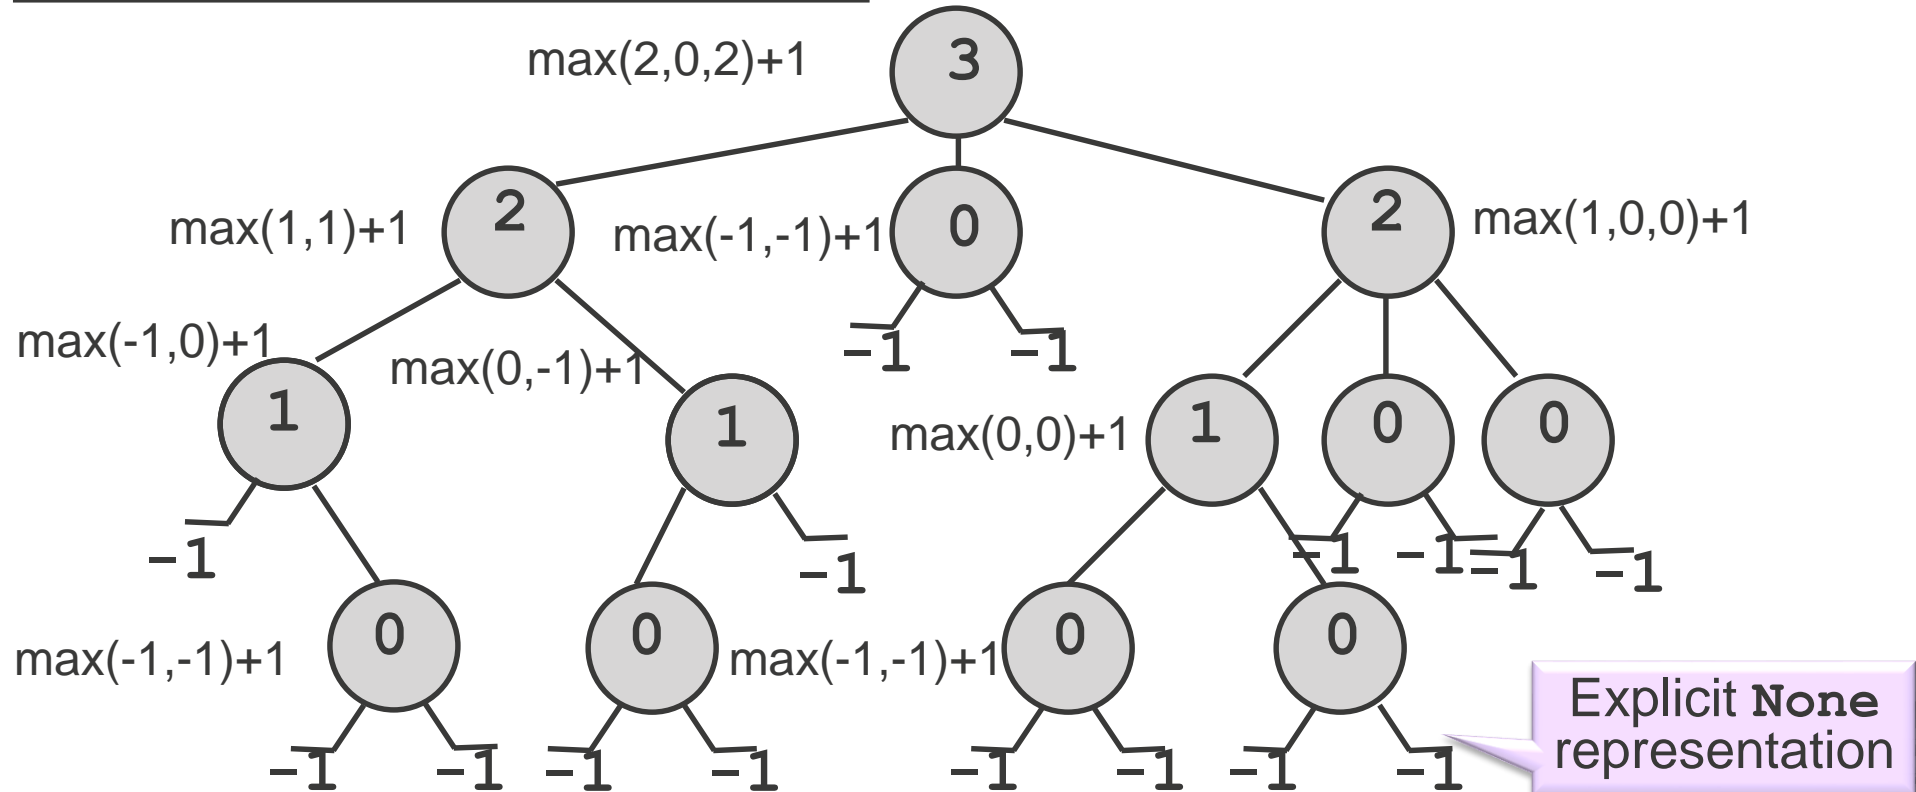 max(2,0,2)+1
3
max(1,1)+1
2
max(-1,-1)+1
0
2
max(1,0,0)+1
max(-1,0)+1
max(0,-1)+1
-1
-1
1
1
max(0,0)+1
1
0
0
-1
-1
-1
-1
-1
-1
max(-1,-1)+1
0
0
max(-1,-1)+1
0
0
-1
-1
-1
-1
-1
-1
-1
-1
Explicit None
representation